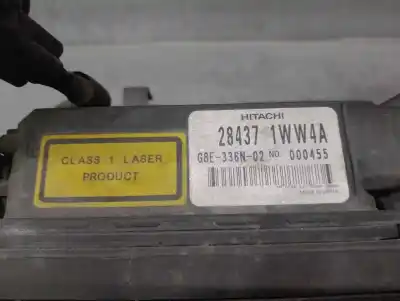 HITACHI
28437 1WW4A
G8E-336N-02 NO. 000455
CLASS 1 LASER
PRODUCT